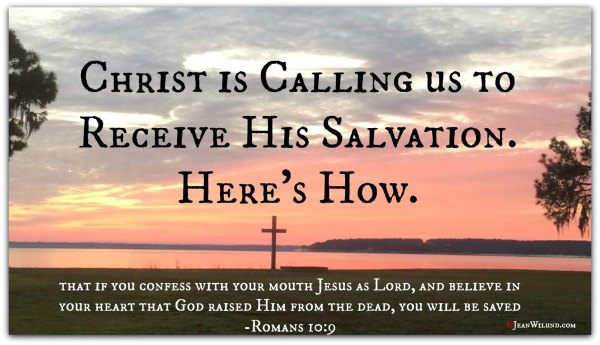 Christ is Calling us to
Receive His Salvation.
Here's How.
that if you confess with your mouth Jesus as Lord, and believe in
your heart that God raised Him from the dead, you will be saved
-Romans 10:9
©JeanWilund.com